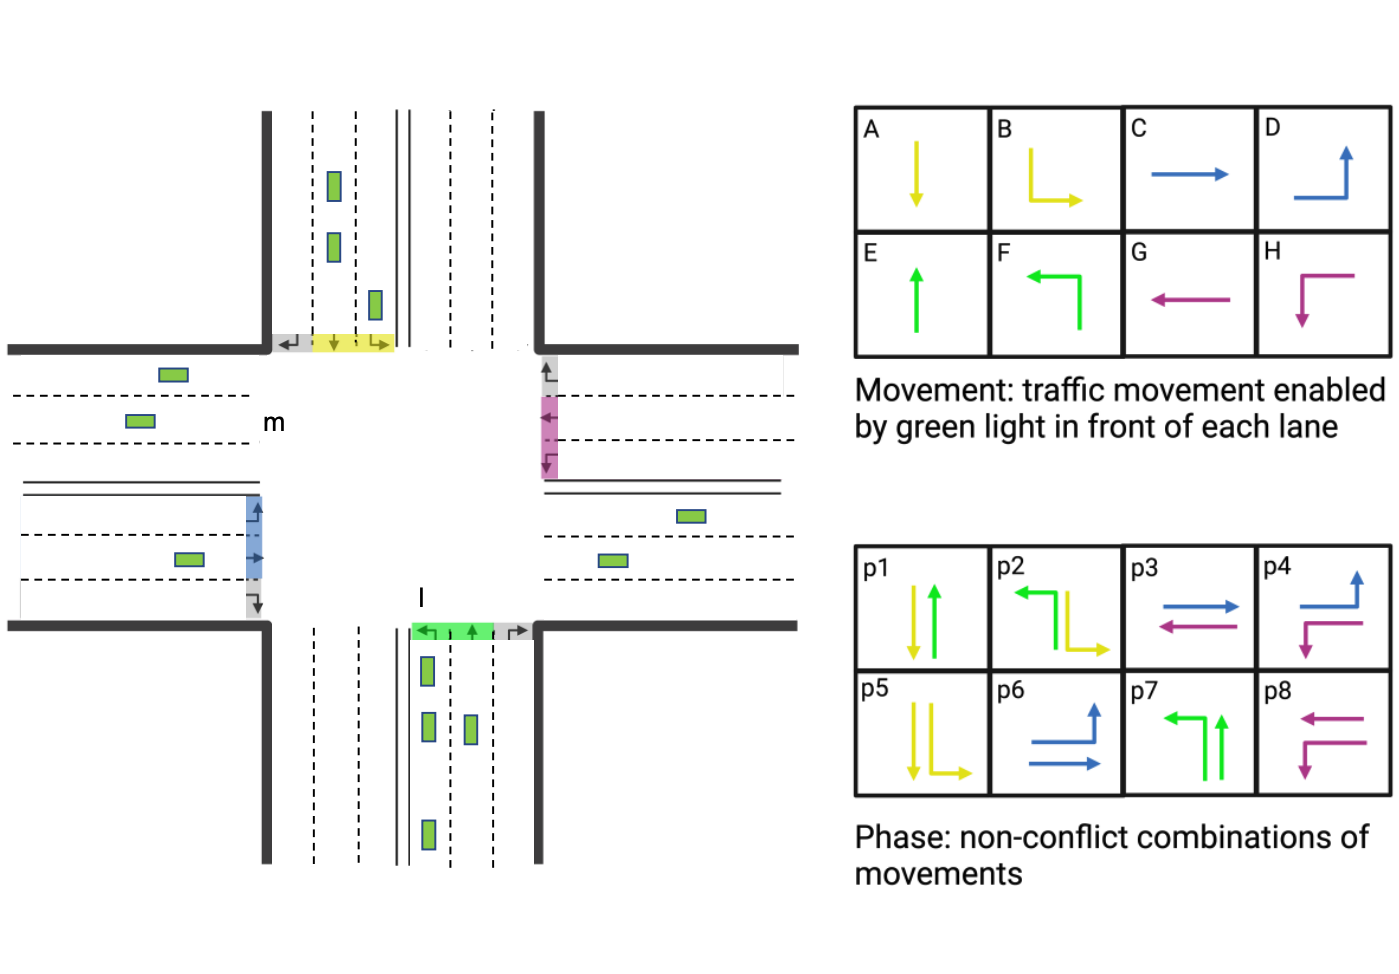 m
l
A
B
C
D
E
F
G
H
Movement: traffic movement enabled
by green light in front of each lane
p1
p2
p3
p4
p5
p6
p7
p8
Phase: non-conflict combinations of
movements